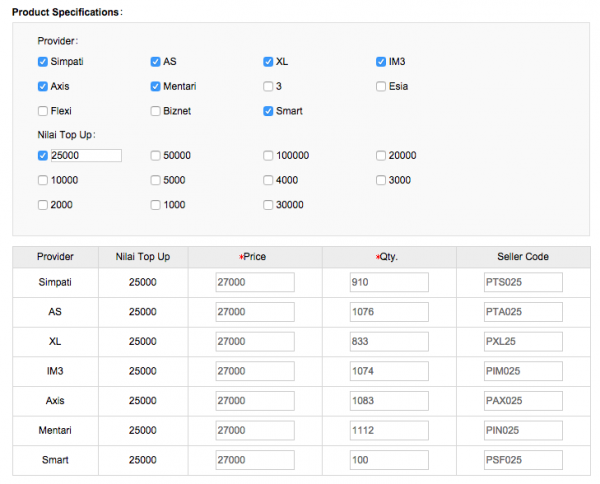 Product Specifications:
Provider:
Simpati AS XL IM3
Axis Mentari 3 Esia
Flexi Biznet Smart
Nilai Top Up:
25000 50000 100000 20000
10000 5000 4000 3000
2000 1000 30000
Provider Nilai Top Up *Price *Qty. Seller Code
Simpati 25000 27000 910 PTS025
AS 25000 27000 1076 PTA025
XL 25000 27000 833 PXL25
IM3 25000 27000 1074 PIM025
Axis 25000 27000 1083 PAX025
Mentari 25000 27000 1112 PIN025
Smart 25000 27000 100 PSF025